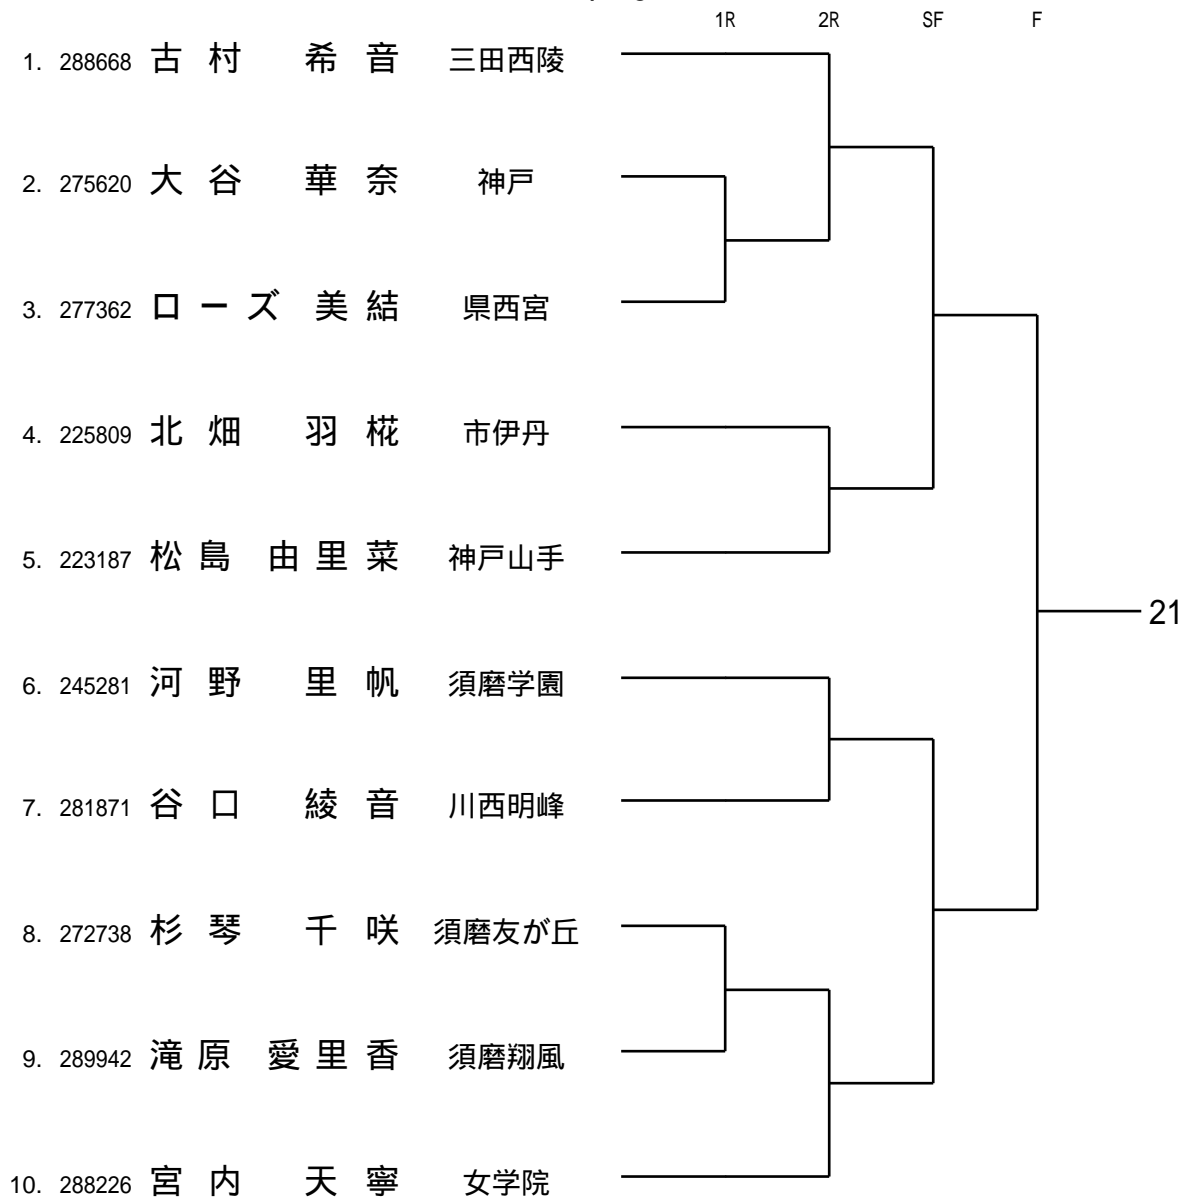 1R 2R SF F
1. 288668 古村 希音 三田西陵
2. 275620 大谷 華奈 神戸
3. 277362 ローズ 美結 県西宮
4. 225809 北畑 羽椛 市伊丹
5. 223187 松島 由里菜 神戸山手
21
6. 245281 河野 里帆 須磨学園
7. 281871 谷口 綾音 川西明峰
8. 272738 杉琴 千咲 須磨友が丘
9. 289942 滝原 愛里香 須磨翔風
10. 288226 宮内 天寧 女学院